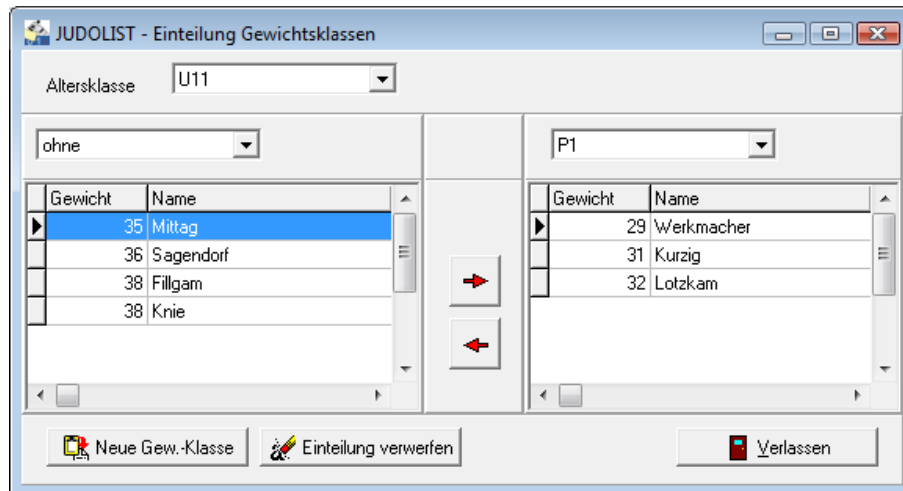 JUDOLIST - Einteilung Gewichtsklassen
Altersklasse U11
ohne P1
Gewicht Name Gewicht Name
35 Mittag 29 Werkmacher
36 Sagendorf 31 Kurzig
38 Fillgam 32 Lotzkam
38 Knie
Neue Gew.-Klasse Einteilung verwerfen Verlassen